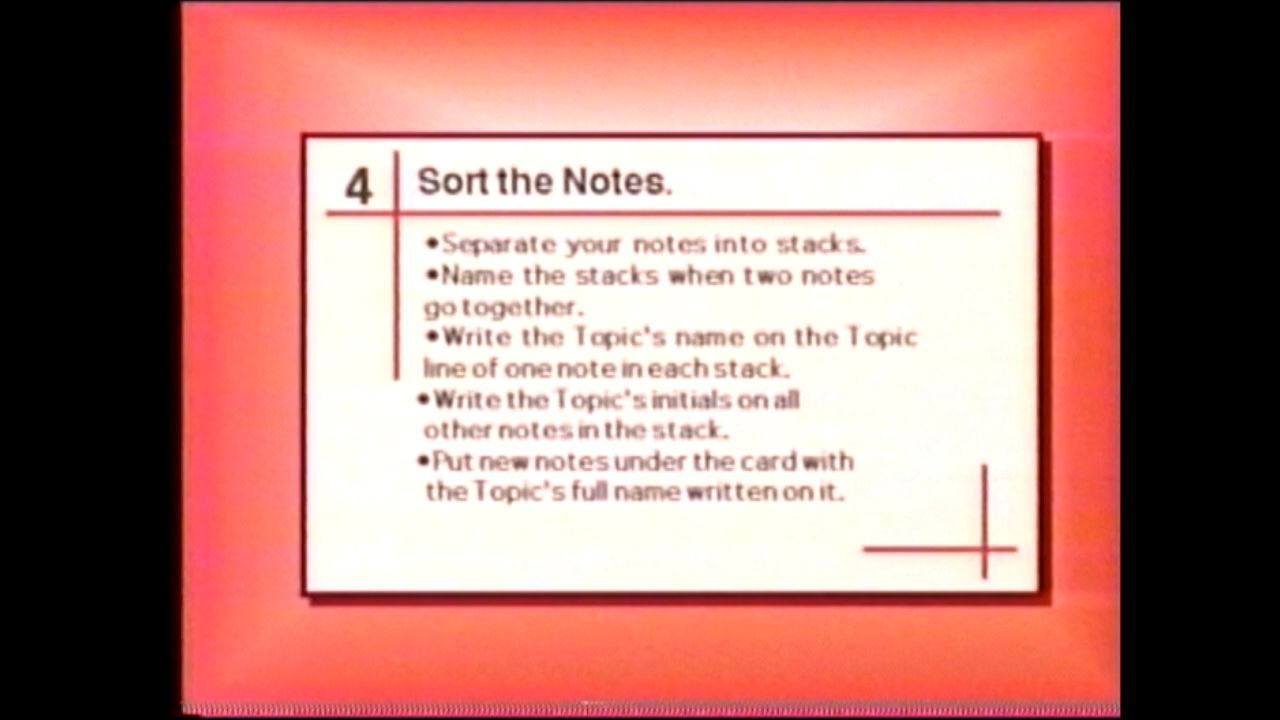 4 Sort the Notes.
•Separate your notes into stacks.
•Name the stacks when two notes
go together.
•Write the Topic's name on the Topic
line of one note in each stack.
•Write the Topic's initials on all
other notes in the stack.
•Put new notes under the card with
the Topic's full name written on it.